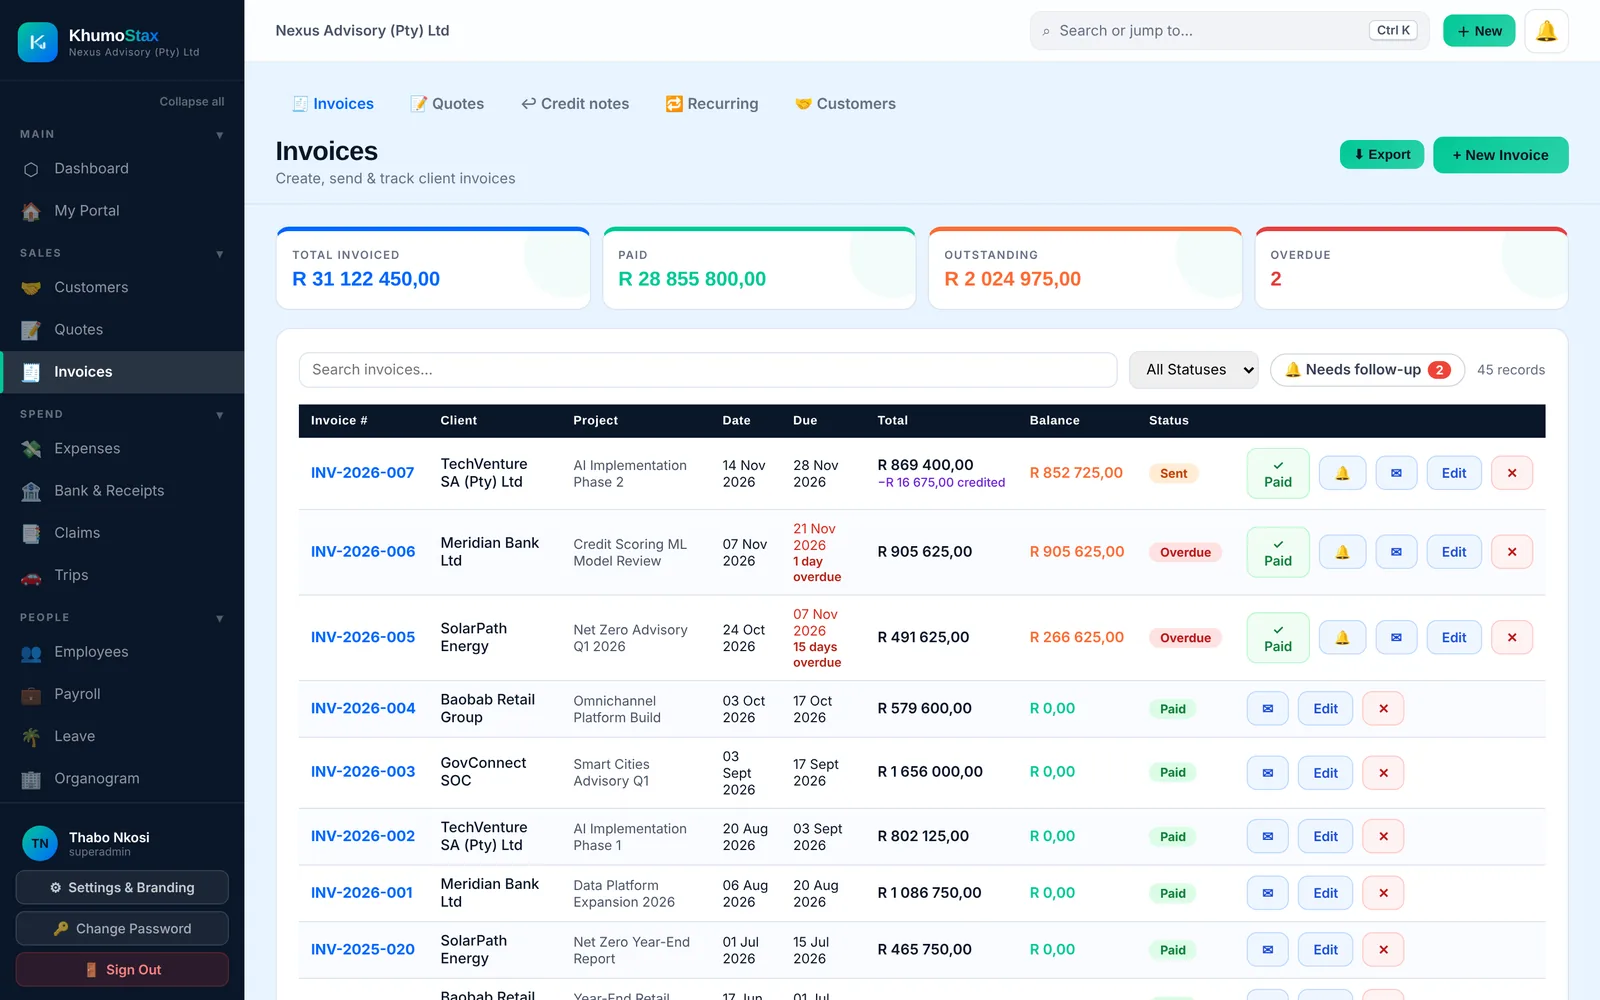 KhumoStax
Nexus Advisory (Pty) Ltd
Collapse all
MAIN
Dashboard
My Portal
SALES
Customers
Quotes
Invoices
SPEND
Expenses
Bank & Receipts
Claims
Trips
PEOPLE
Employees
Payroll
Leave
Organogram
TN
Thabo Nkosi
superadmin
Settings & Branding
Change Password
Sign Out
Nexus Advisory (Pty) Ltd
Search or jump to...
Ctrl K
+ New
Invoices
Quotes
Credit notes
Recurring
Customers
Invoices
Create, send & track client invoices
Export
+ New Invoice
TOTAL INVOICED
R 31 122 450,00
PAID
R 28 855 800,00
OUTSTANDING
R 2 024 975,00
OVERDUE
2
Search invoices...
All Statuses
Needs follow-up 2
45 records
Invoice # Client Project Date Due Total Balance Status
INV-2026-007
TechVenture
SA (Pty) Ltd
AI Implementation
Phase 2
14 Nov
2026
28 Nov
2026
R 869 400,00
−R 16 675,00 credited
R 852 725,00
Sent
✓
Paid
Edit
×
INV-2026-006
Meridian Bank
Ltd
Credit Scoring ML
Model Review
07 Nov
2026
21 Nov
2026
1 day
overdue
R 905 625,00
R 905 625,00
Overdue
✓
Paid
Edit
×
INV-2026-005
SolarPath
Energy
Net Zero Advisory
Q1 2026
24 Oct
2026
07 Nov
2026
15 days
overdue
R 491 625,00
R 266 625,00
Overdue
✓
Paid
Edit
×
INV-2026-004
Baobab Retail
Group
Omnichannel
Platform Build
03 Oct
2026
17 Oct
2026
R 579 600,00
R 0,00
Paid
Edit
×
INV-2026-003
GovConnect
SOC
Smart Cities
Advisory Q1
03
Sept
2026
17 Sept
2026
R 1 656 000,00
R 0,00
Paid
Edit
×
INV-2026-002
TechVenture
SA (Pty) Ltd
AI Implementation
Phase 1
20 Aug
2026
03 Sept
2026
R 802 125,00
R 0,00
Paid
Edit
×
INV-2026-001
Meridian Bank
Ltd
Data Platform
Expansion 2026
06 Aug
2026
20 Aug
2026
R 1 086 750,00
R 0,00
Paid
Edit
×
INV-2025-020
SolarPath
Energy
Net Zero Year-End
Report
01 Jul
2026
15 Jul
2026
R 465 750,00
R 0,00
Paid
Edit
×
Baobab Retail
Year-End Retail
17 Jun
01 Jul